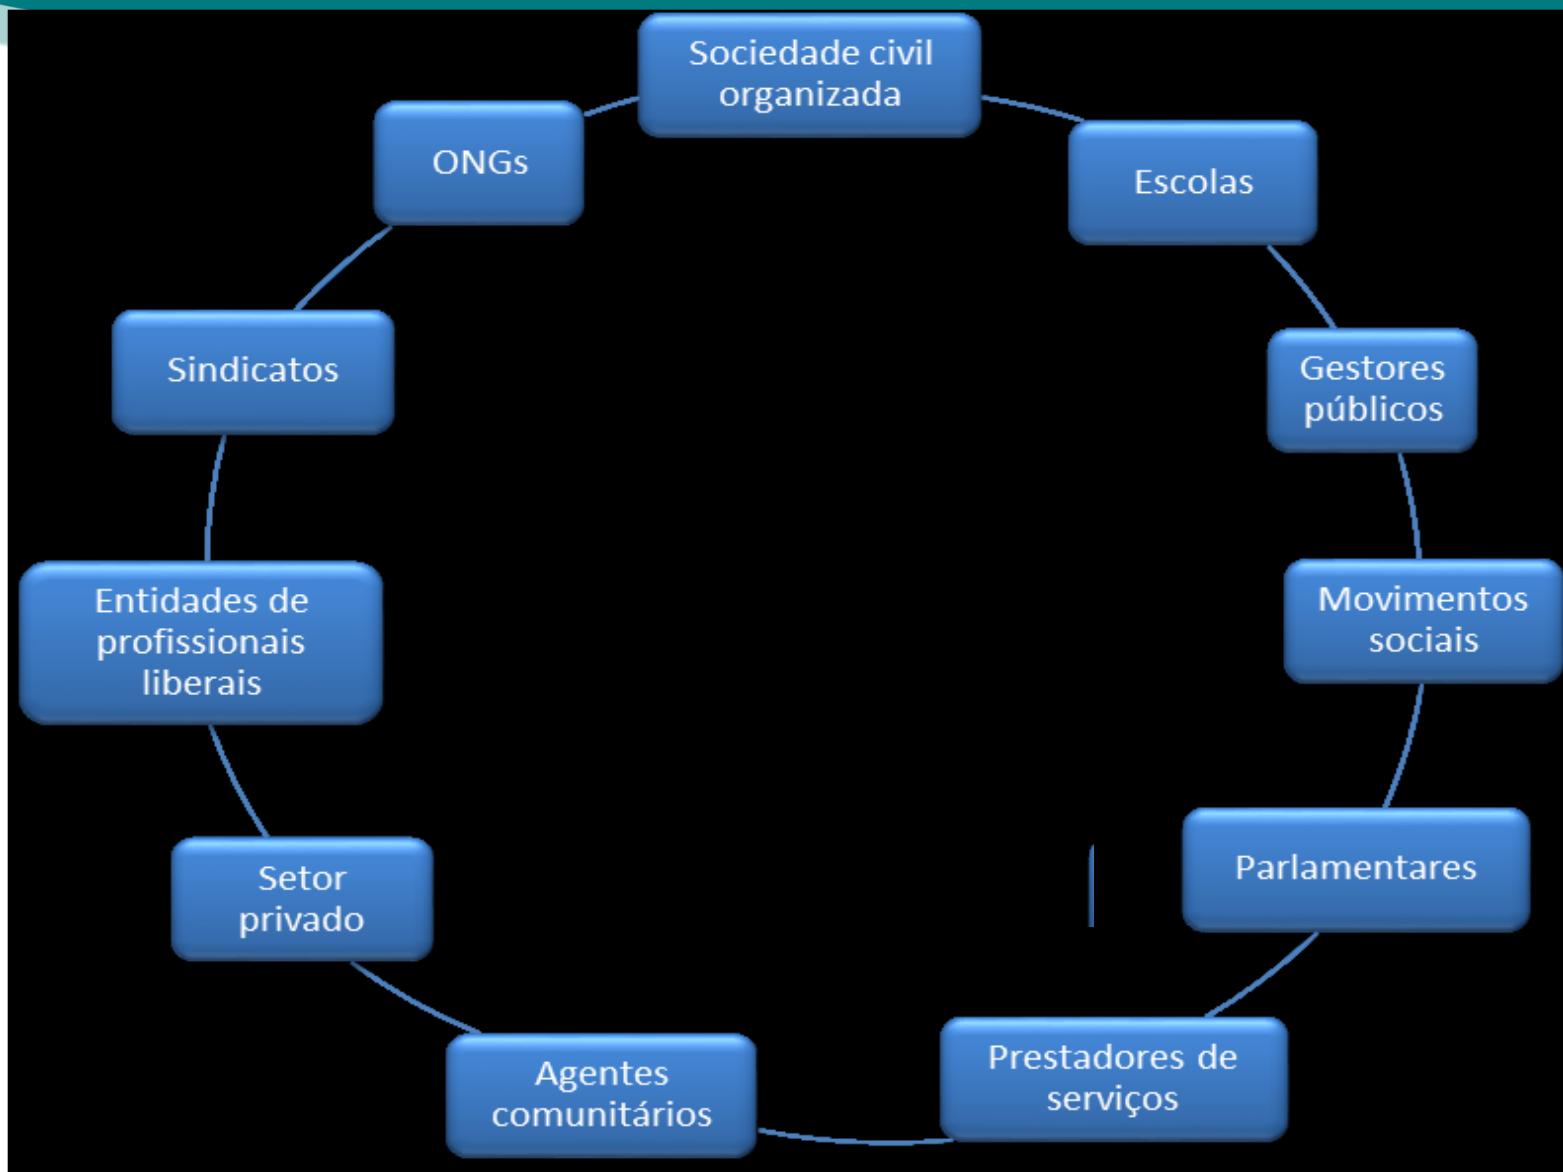 Sociedade civil
organizada
Escolas
Gestores
públicos
Movimentos
sociais
Parlamentares
Prestadores de
serviços
Agentes
comunitários
Setor
privado
Entidades de
profissionais
liberais
Sindicatos
ONGs